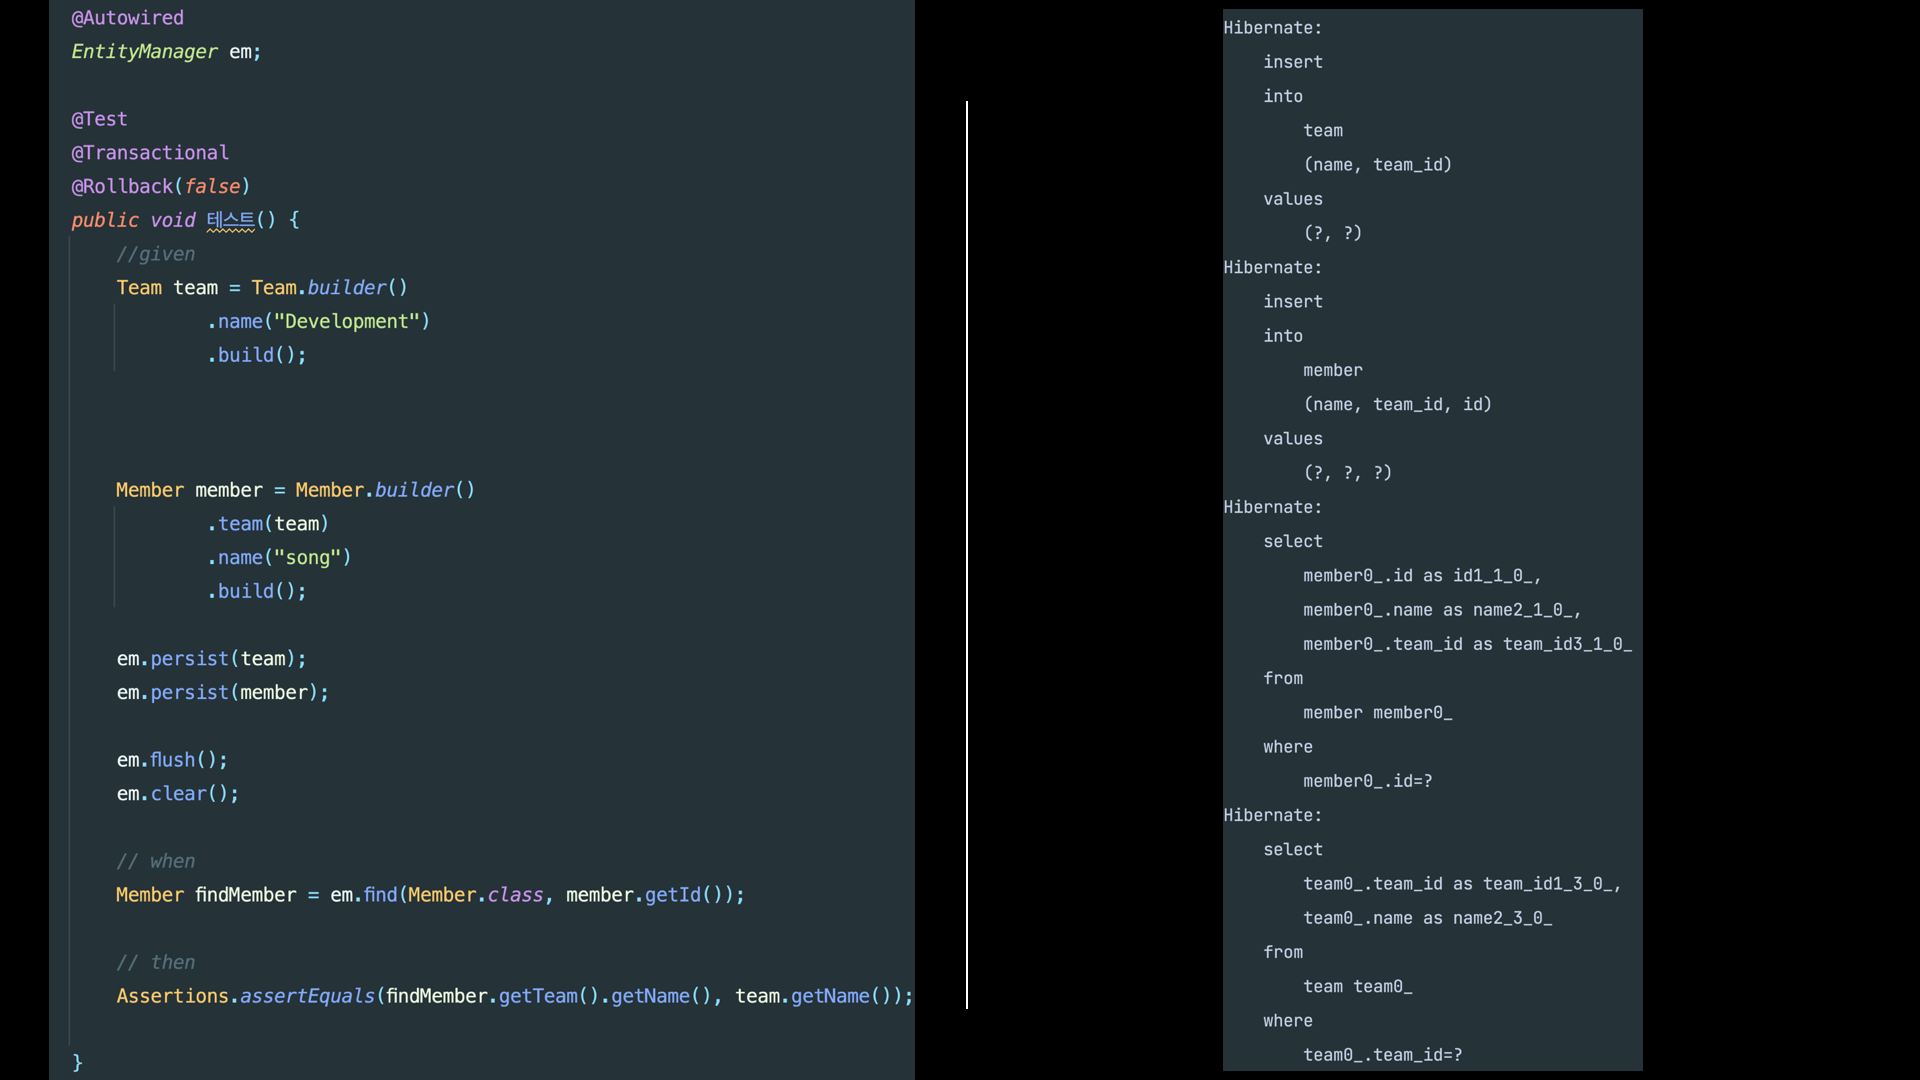 @Autowired
EntityManager em;
@Test
@Transactional
@Rollback(false)
public void 테스트() {
//given
Team team = Team.builder()
.name("Development")
.build();
Member member = Member.builder()
.team(team)
.name("song")
.build();
em.persist(team);
em.persist(member);
em.flush();
em.clear();
// when
Member findMember = em.find(Member.class, member.getId());
// then
Assertions.assertEquals(findMember.getTeam().getName(), team.getName());
}
Hibernate:
insert
into
team
(name, team_id)
values
(?, ?)
Hibernate:
insert
into
member
(name, team_id, id)
values
(?, ?, ?)
Hibernate:
select
member0_.id as id1_1_0_,
member0_.name as name2_1_0_,
member0_.team_id as team_id3_1_0_
from
member member0_
where
member0_.id=?
Hibernate:
select
team0_.team_id as team_id1_3_0_,
team0_.name as name2_3_0_
from
team team0_
where
team0_.team_id=?